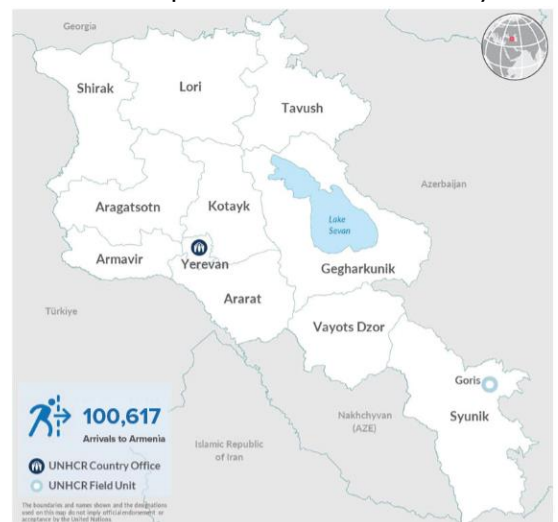 Georgia
Shirak
Lori
Tavush
Azerbaijan
Aragatsotn
Kotayk
Lake
Sevan
Armavir
Yerevan
Gegharkunik
Ararat
Türkiye
Vayots Dzor
Goris
Syunik
Nakhchyvan
(AZE)
Islamic Republic
of Iran
100,617
Arrivals to Armenia
UNHCR Country Office
UNHCR Field Unit
The boundaries and names shown and the designations
used on this map do not imply official endorsement or
acceptance by the United Nations.